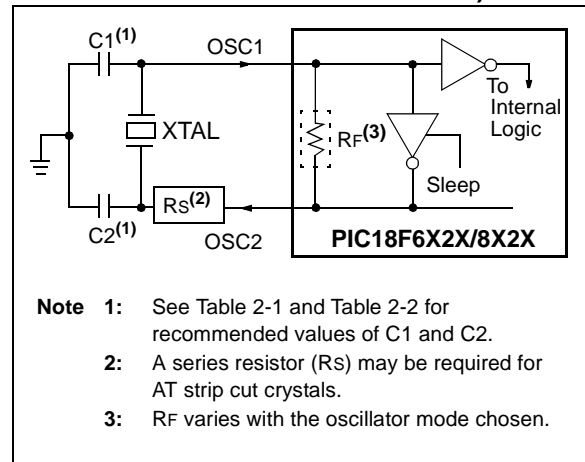 C1(1)
OSC1
To
Internal
Logic
XTAL
RF(3)
Sleep
RS(2)
C2(1)
OSC2
PIC18F6X2X/8X2X
Note 1: See Table 2-1 and Table 2-2 for
recommended values of C1 and C2.
2: A series resistor (RS) may be required for
AT strip cut crystals.
3: RF varies with the oscillator mode chosen.